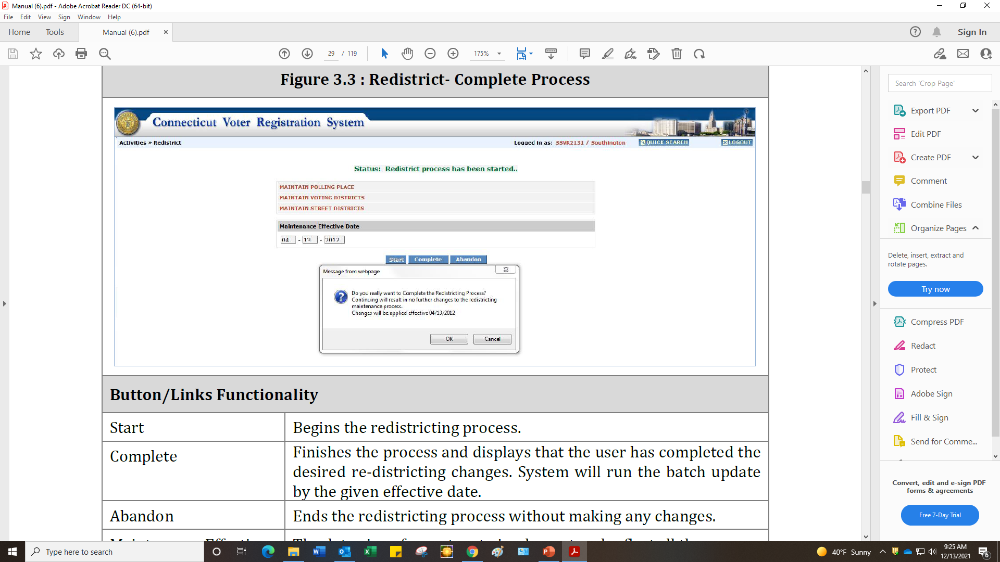 Manual (6).pdf - Adobe Acrobat Reader DC (64-bit)
File Edit View Sign Window Help
Home Tools Manual (6).pdf Sign In
29 / 119 175%
Figure 3.3 : Redistrict- Complete Process
Connecticut Voter Registration System
Activities » Redistrict Logged in as: SSVR2131 / Southington QUICK SEARCH LOGOUT
Status: Redistrict process has been started..
MAINTAIN POLLING PLACE
MAINTAIN VOTING DISTRICTS
MAINTAIN STREET DISTRICTS
Maintenance Effective Date
04 - 13 - 2012
Start Complete Abandon
Message from webpage
Do you really want to Complete the Redistricting Process?
Continuing will result in no further changes to the redistricting
maintenance process.
Changes will be applied effective 04/13/2012
OK Cancel
Button/Links Functionality
Start Begins the redistricting process.
Complete Finishes the process and displays that the user has completed the
desired re-districting changes. System will run the batch update
by the given effective date.
Abandon Ends the redistricting process without making any changes.
Search 'Crop Page'
Export PDF
Edit PDF
Create PDF
Comment
Combine Files
Organize Pages
Delete, insert, extract and
rotate pages.
Try now
Compress PDF
Redact
Protect
Adobe Sign
Fill & Sign
Send for Comme...
Convert, edit and e-sign PDF
forms & agreements
Free 7-Day Trial
Type here to search
40°F Sunny
9:25 AM
12/13/2021
6